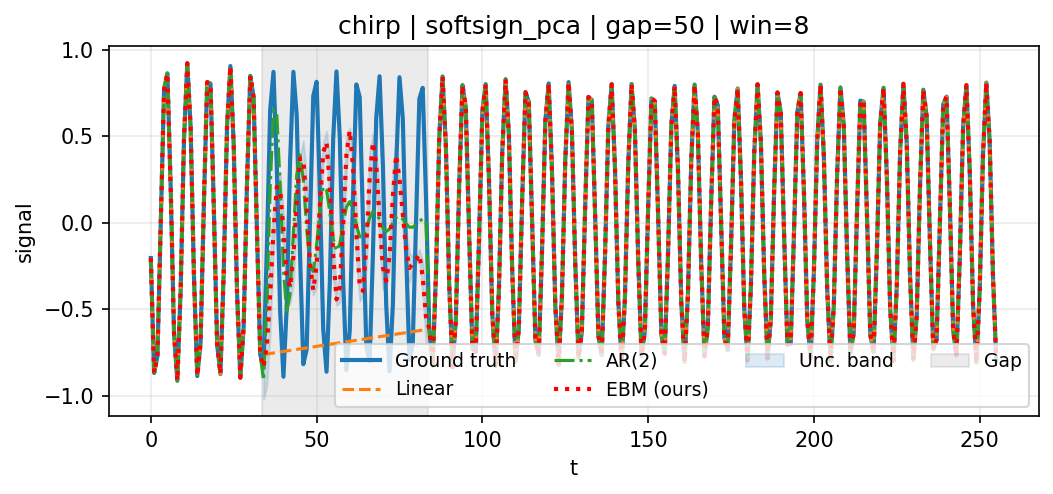 chirp | softsign_pca | gap=50 | win=8
signal
1.0
0.5
0.0
−0.5
−1.0
Ground truth
Linear
AR(2)
EBM (ours)
Unc. band
Gap
0
50
100
150
200
250
t